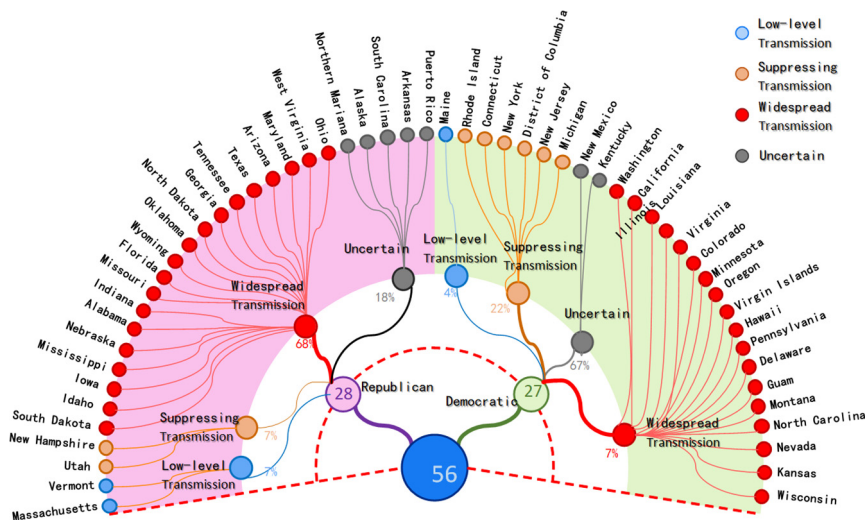 Low-level
Transmission
Suppressing
Transmission
Widespread
Transmission
Uncertain
Massachusetts
Vermont
Utah
New Hampshire
South Dakota
Idaho
Iowa
Mississippi
Nebraska
Alabama
Indiana
Missouri
Florida
Wyoming
Oklahoma
North Dakota
Georgia
Tennessee
Texas
Arizona
Maryland
West Virginia
Ohio
Northern Mariana
Alaska
South Carolina
Arkansas
Puerto Rico
Maine
Rhode Island
Connecticut
New York
District of Columbia
New Jersey
Michigan
New Mexico
Kentucky
Washington
California
Illinois
Louisiana
Virginia
Colorado
Minnesota
Oregon
Virgin Islands
Hawaii
Pennsylvania
Delaware
Guam
Montana
North Carolina
Nevada
Kansas
Wisconsin
Uncertain
18%
Low-level
Transmission
4%
Suppressing
Transmission
22%
Widespread
Transmission
68%
Uncertain
67%
Republican
28
Democratic
27
Suppressing
Transmission
7%
Widespread
Transmission
7%
Low-level
Transmission
7%
56